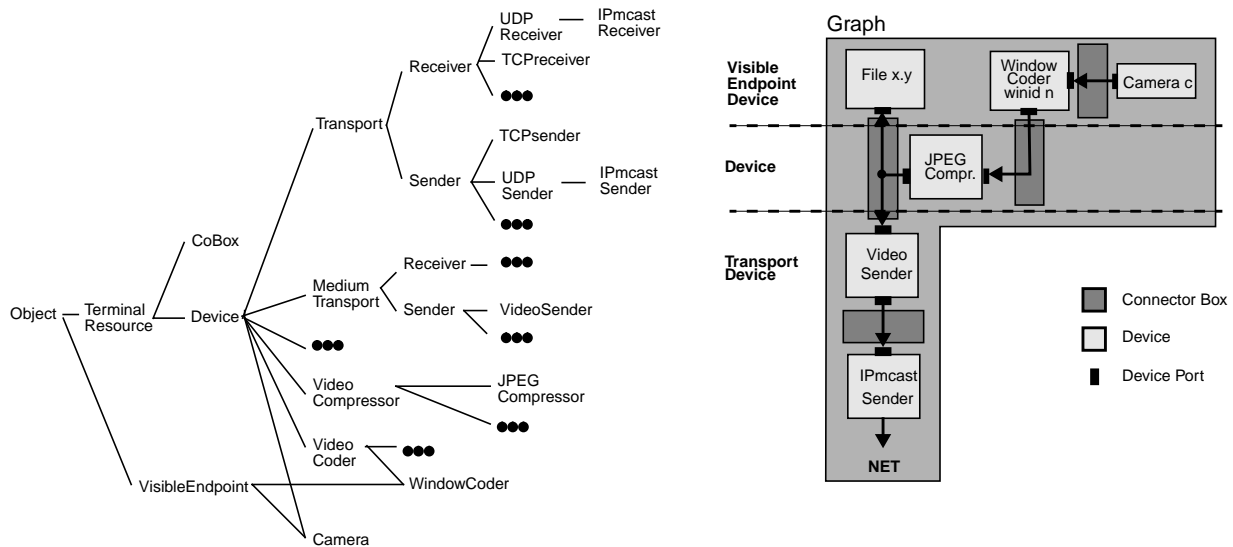 UDP
Receiver
IPmcast
Receiver
TCPreceiver
Receiver
Transport
TCPsender
Sender
UDP
Sender
IPmcast
Sender
CoBox
Receiver
Medium
Transport
Sender
VideoSender
Object
Terminal
Resource
Device
Video
Compressor
JPEG
Compressor
Video
Coder
VisibleEndpoint
WindowCoder
Camera
Graph
Visible
Endpoint
Device
File x.y
Window
Coder
winid n
Camera c
Device
JPEG
Compr.
Transport
Device
Video
Sender
IPmcast
Sender
NET
Connector Box
Device
Device Port